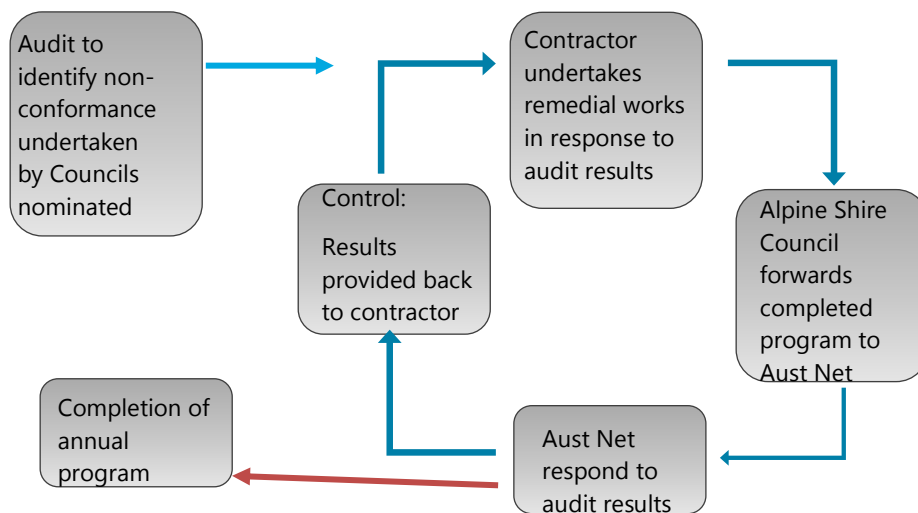 Audit to
identify non-
conformance
undertaken
by Councils
nominated
Contractor
undertakes
remedial works
in response to
audit results
Control:
Results
provided back
to contractor
Alpine Shire
Council
forwards
completed
program to
Aust Net
Completion of
annual
program
Aust Net
respond to
audit results